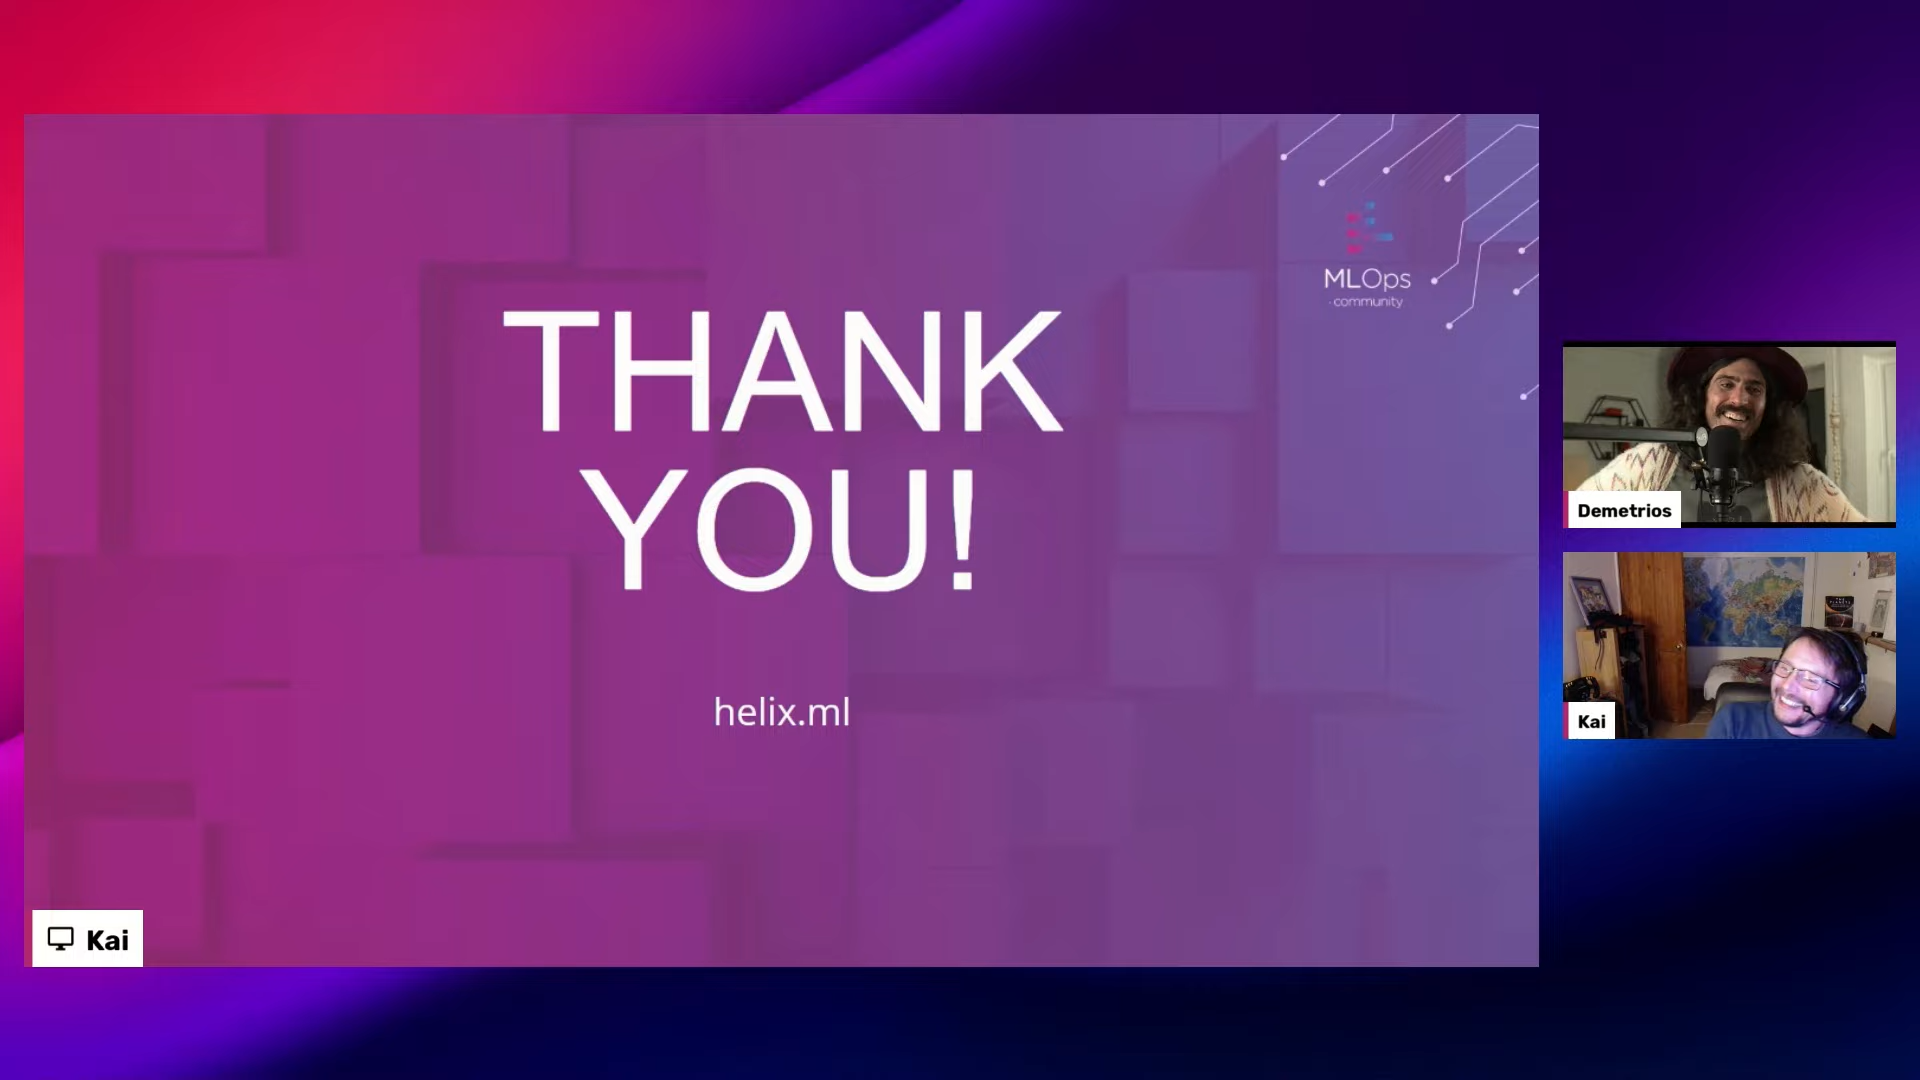 THANK
YOU!
helix.ml
MLOps
community
Demetrios
Kai
Kai